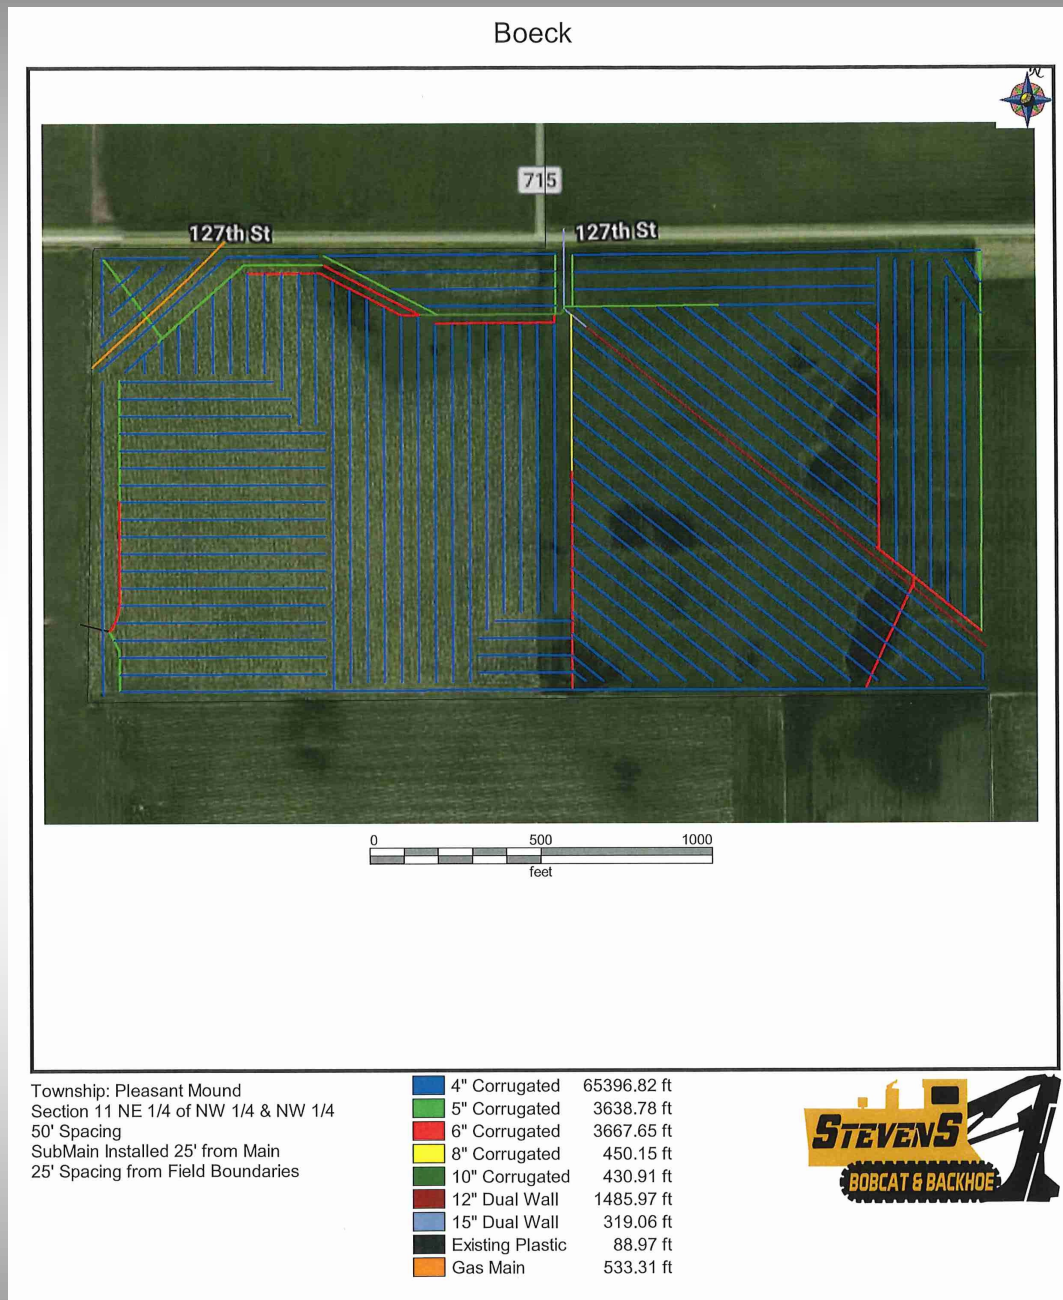 Boeck
N
715
127th St
127th St
0 500 1000
feet
Township: Pleasant Mound
Section 11 NE 1/4 of NW 1/4 & NW 1/4
50' Spacing
SubMain Installed 25' from Main
25' Spacing from Field Boundaries
4" Corrugated 65396.82 ft
5" Corrugated 3638.78 ft
6" Corrugated 3667.65 ft
8" Corrugated 450.15 ft
10" Corrugated 430.91 ft
12" Dual Wall 1485.97 ft
15" Dual Wall 319.06 ft
Existing Plastic 88.97 ft
Gas Main 533.31 ft
STEVENS
BOBCAT & BACKHOE